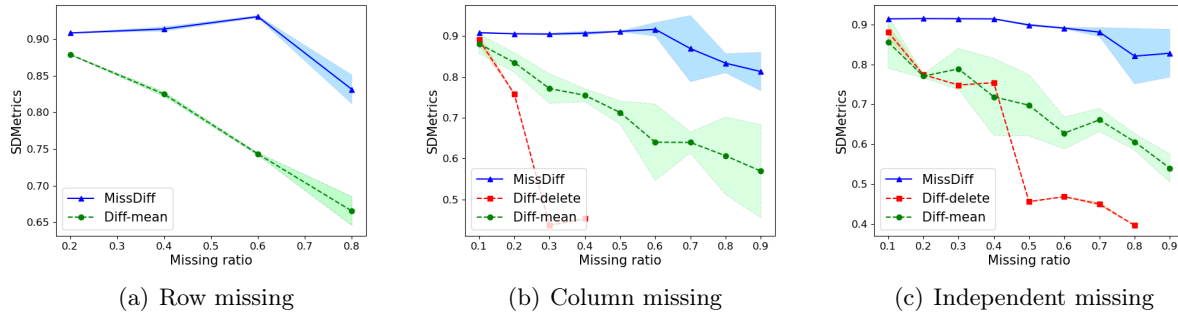 SDMetrics
0.90
0.85
0.80
0.75
0.70
0.65
MissDiff
Diff-mean
0.2 0.3 0.4 0.5 0.6 0.7 0.8
Missing ratio
(a) Row missing
SDMetrics
0.9
0.8
0.7
0.6
0.5
MissDiff
Diff-delete
Diff-mean
0.1 0.2 0.3 0.4 0.5 0.6 0.7 0.8 0.9
Missing ratio
(b) Column missing
SDMetrics
0.9
0.8
0.7
0.6
0.5
0.4
MissDiff
Diff-delete
Diff-mean
0.1 0.2 0.3 0.4 0.5 0.6 0.7 0.8 0.9
Missing ratio
(c) Independent missing